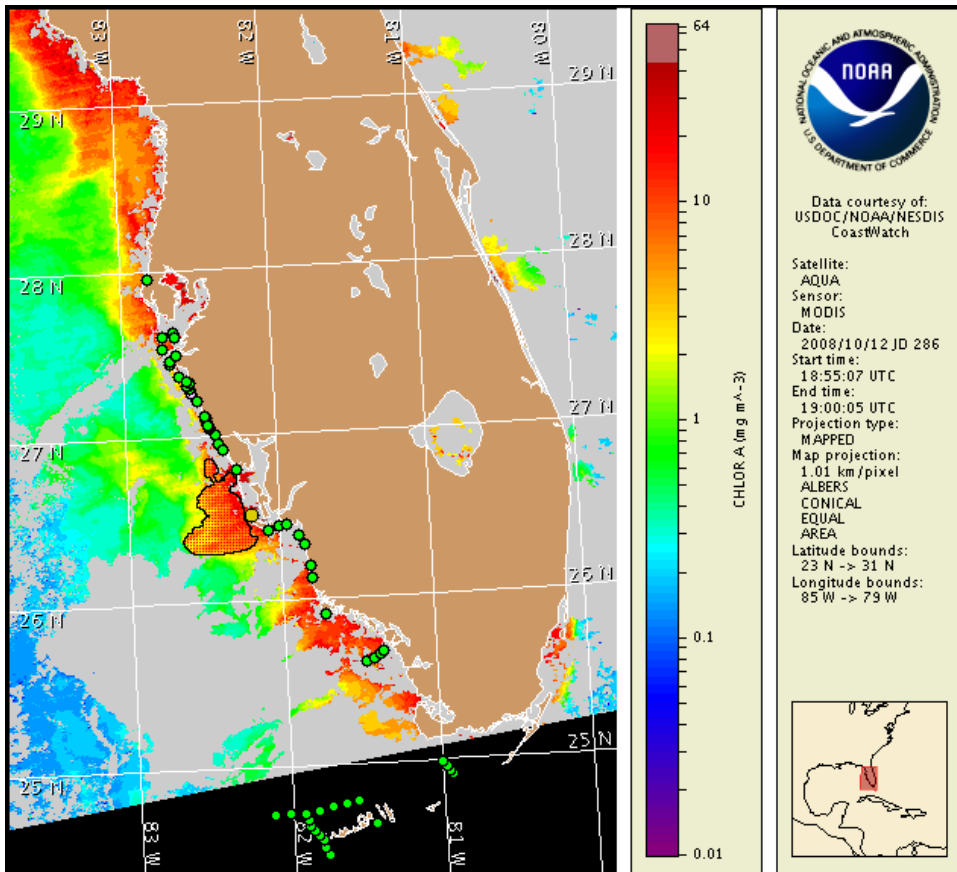 83 W
82 W
81 W
80 W
29 N
29 N
28 N
28 N
27 N
27 N
26 N
26 N
25 N
25 N
83 W
82 W
81 W
64
10
1
0.1
0.01
CHLOR A (mg m^-3)
NATIONAL OCEANIC AND ATMOSPHERIC ADMINISTRATION
NOAA
U.S. DEPARTMENT OF COMMERCE
Data courtesy of:
USDOC/NOAA/NESDIS
CoastWatch
Satellite:
AQUA
Sensor:
MODIS
Date:
2008/10/12 JD 286
Start time:
18:55:07 UTC
End time:
19:00:05 UTC
Projection type:
MAPPED
Map projection:
1.01 km/pixel
ALBERS
CONICAL
EQUAL
AREA
Latitude bounds:
23 N -> 31 N
Longitude bounds:
85 W -> 79 W